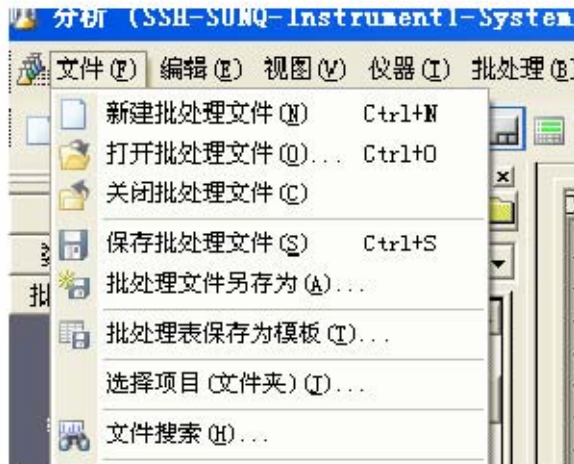 分析 (SSH-SUNQ-Instrument1-System
文件(F) 编辑(E) 视图(V) 仪器(I) 批处理(B)
新建批处理文件(N) Ctrl+N
打开批处理文件(O)... Ctrl+O
关闭批处理文件(C)
保存批处理文件(S) Ctrl+S
批处理文件另存为(A)...
批处理表保存为模板(T)...
选择项目(文件夹)(J)...
文件搜索(H)...